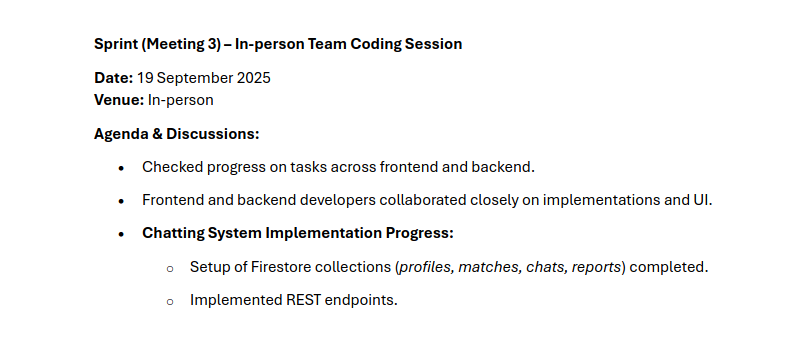 Sprint (Meeting 3) – In-person Team Coding Session
Date: 19 September 2025
Venue: In-person
Agenda & Discussions:
• Checked progress on tasks across frontend and backend.
• Frontend and backend developers collaborated closely on implementations and UI.
• Chatting System Implementation Progress:
○ Setup of Firestore collections (profiles, matches, chats, reports) completed.
○ Implemented REST endpoints.